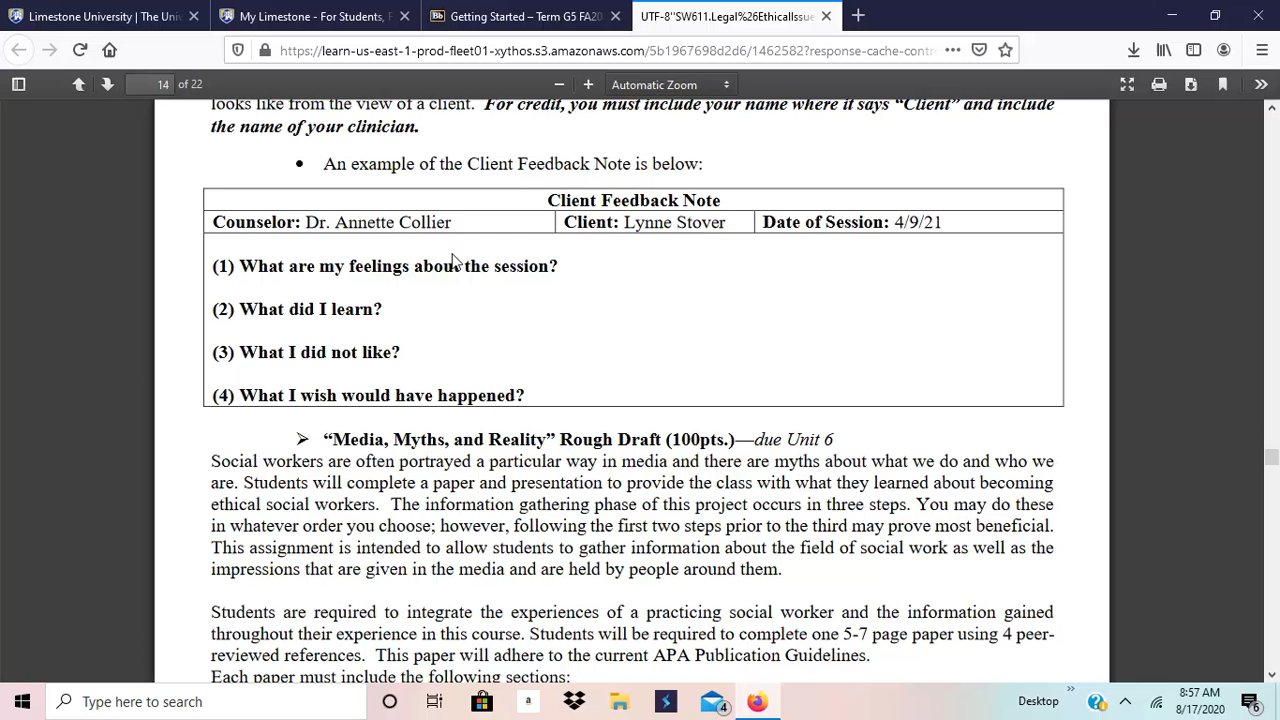 Limestone University | The Uni
My Limestone - For Students, F
Getting Started – Term G5 FA20
UTF-8''SW611.Legal%26EthicalIssue
https://learn-us-east-1-prod-fleet01-xythos.s3.amazonaws.com/5b1967698c2d6/1462582?response-cache-contr
14 of 22
Automatic Zoom
looks like from the view of a client. For credit, you must include your name where it says “Client” and include
the name of your clinician.
• An example of the Client Feedback Note is below:
Client Feedback Note
Counselor: Dr. Annette Collier Client: Lynne Stover Date of Session: 4/9/21
(1) What are my feelings about the session?
(2) What did I learn?
(3) What I did not like?
(4) What I wish would have happened?
➢ “Media, Myths, and Reality” Rough Draft (100pts.)—due Unit 6
Social workers are often portrayed a particular way in media and there are myths about what we do and who we
are. Students will complete a paper and presentation to provide the class with what they learned about becoming
ethical social workers. The information gathering phase of this project occurs in three steps. You may do these
in whatever order you choose; however, following the first two steps prior to the third may prove most beneficial.
This assignment is intended to allow students to gather information about the field of social work as well as the
impressions that are given in the media and are held by people around them.
Students are required to integrate the experiences of a practicing social worker and the information gained
throughout their experience in this course. Students will be required to complete one 5-7 page paper using 4 peer-
reviewed references. This paper will adhere to the current APA Publication Guidelines.
Each paper must include the following sections:
Type here to search
a
4
Desktop
8:57 AM
8/17/2020
6